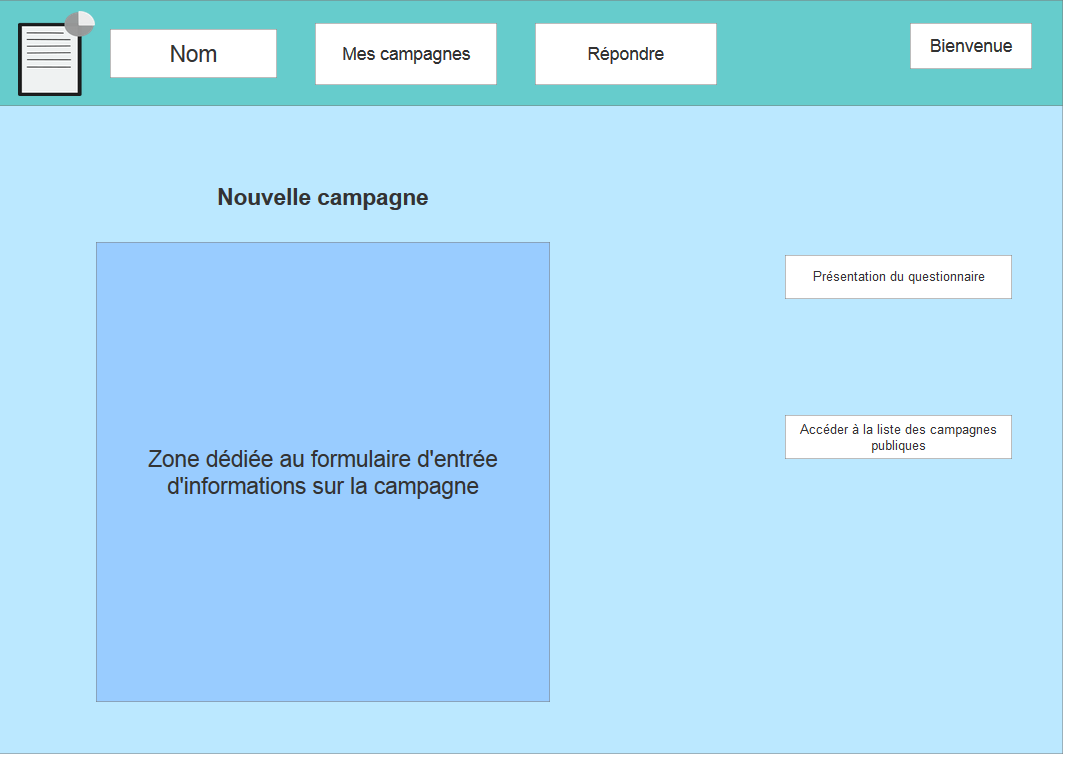 Nom
Mes campagnes
Répondre
Bienvenue
Nouvelle campagne
Zone dédiée au formulaire d'entrée
d'informations sur la campagne
Présentation du questionnaire
Accéder à la liste des campagnes
publiques